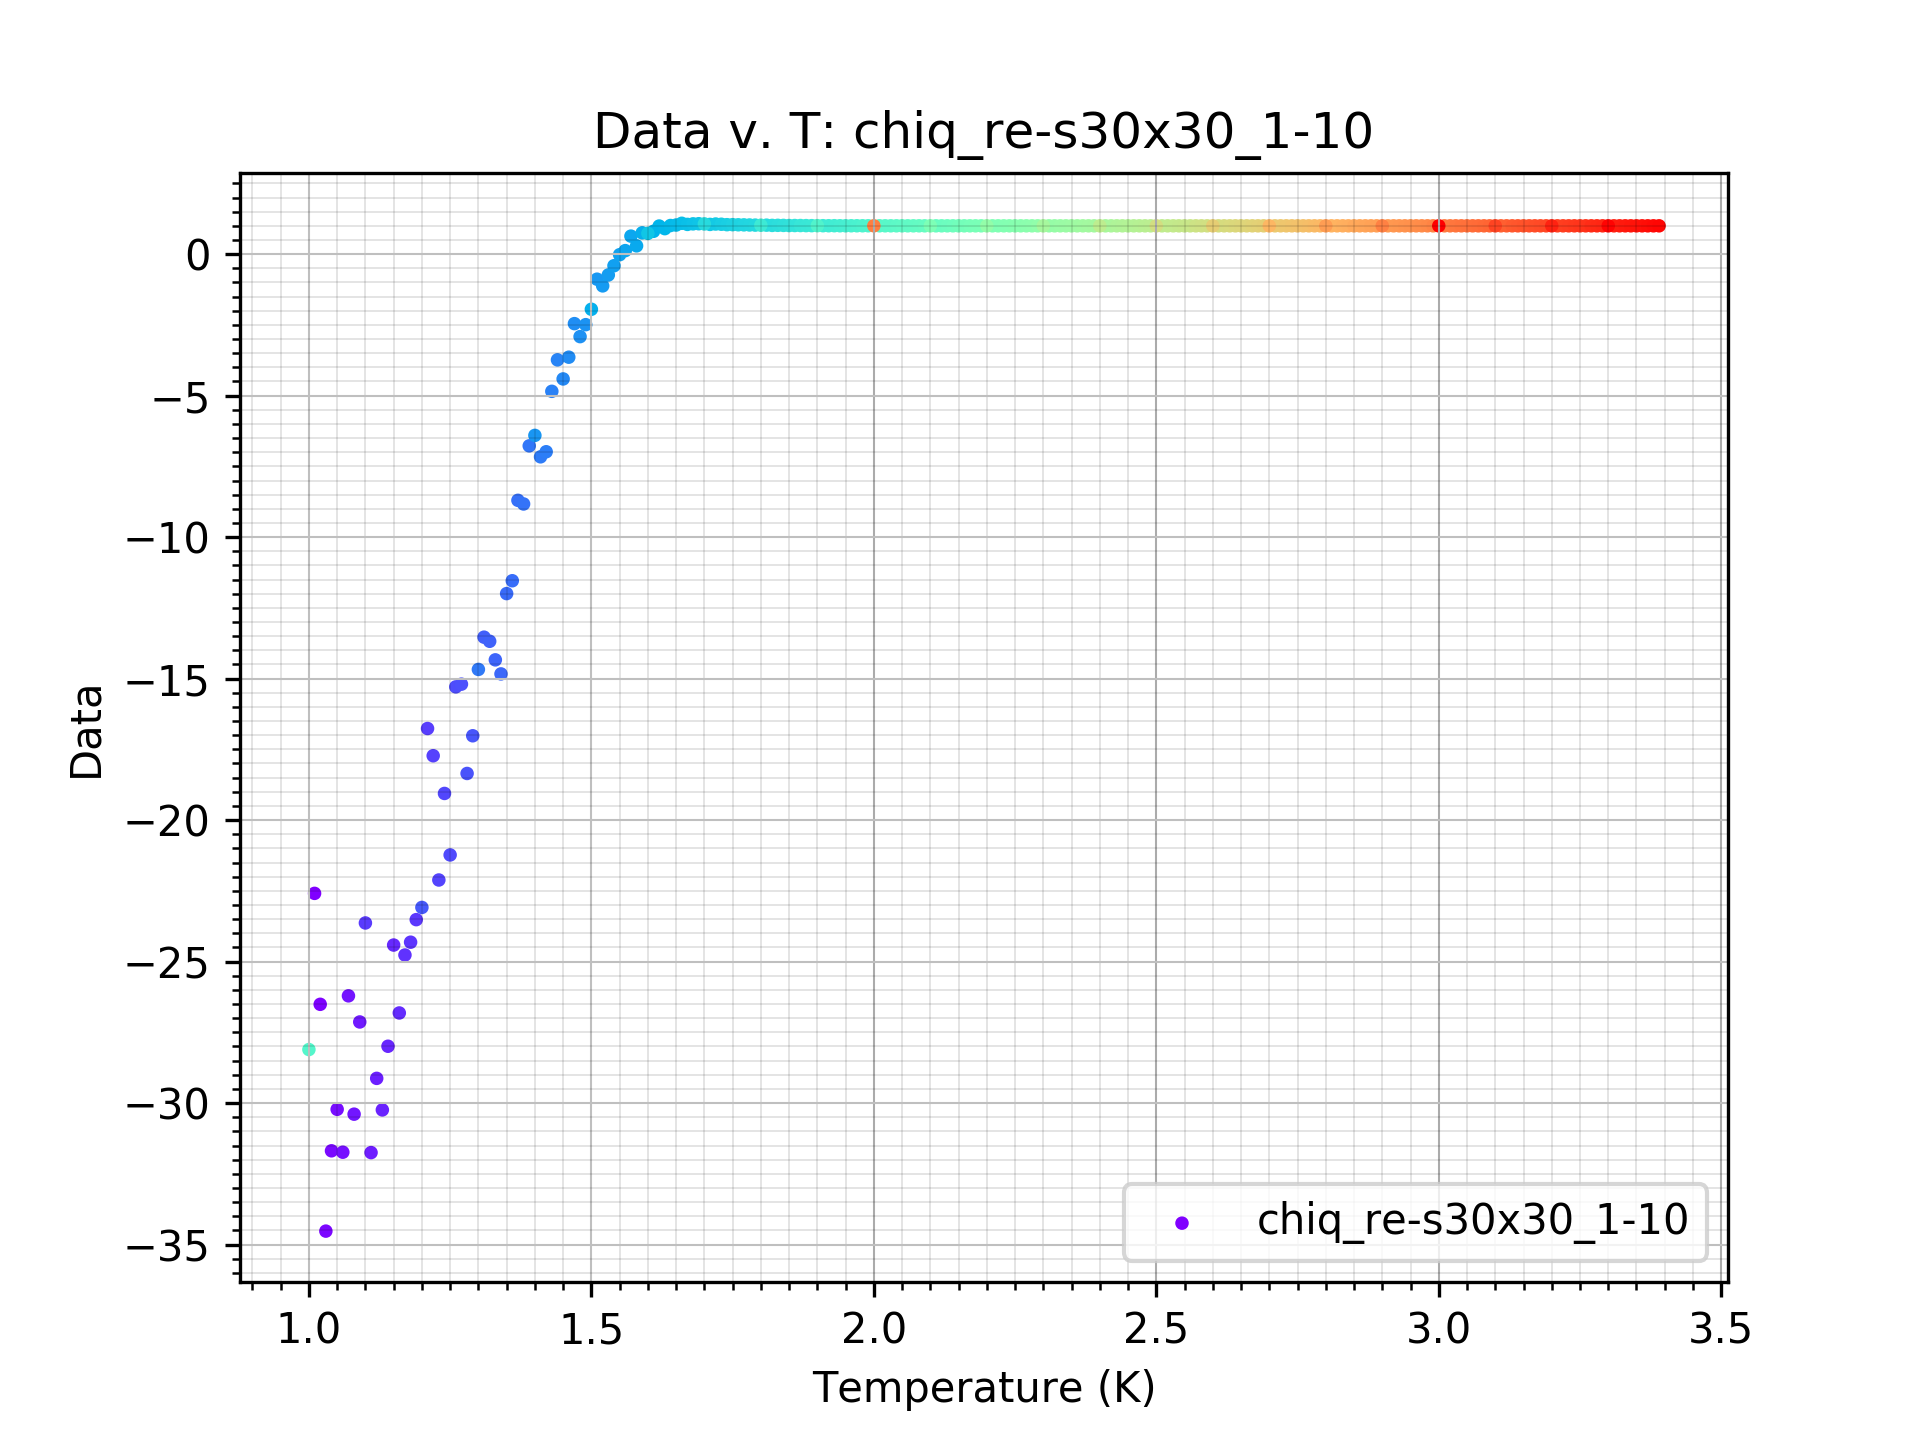 Data v. T: chiq_re-s30x30_1-10
Data
0
−5
−10
−15
−20
−25
−30
−35
chiq_re-s30x30_1-10
1.0 1.5 2.0 2.5 3.0 3.5
Temperature (K)